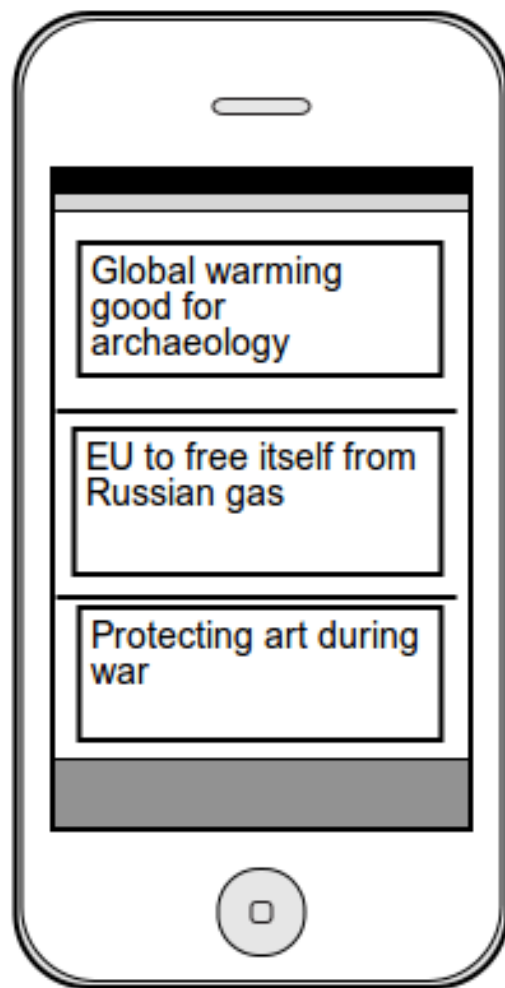 Global warming
good for
archaeology
EU to free itself from
Russian gas
Protecting art during
war